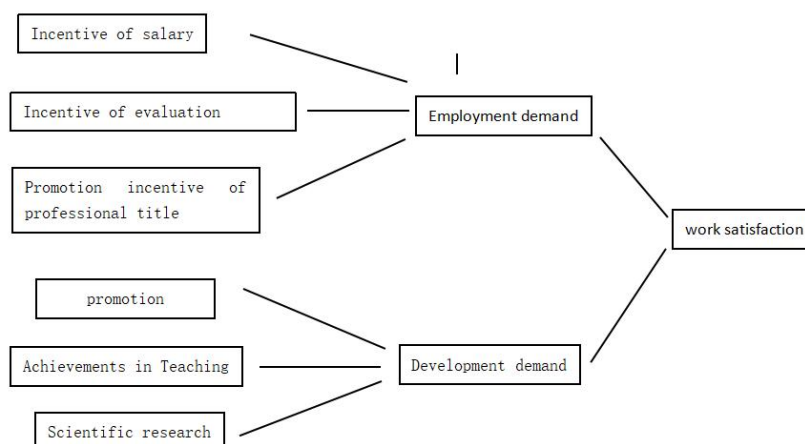 Incentive of salary
Incentive of evaluation
Employment demand
Promotion incentive of
professional title
work satisfaction
promotion
Achievements in Teaching
Development demand
Scientific research